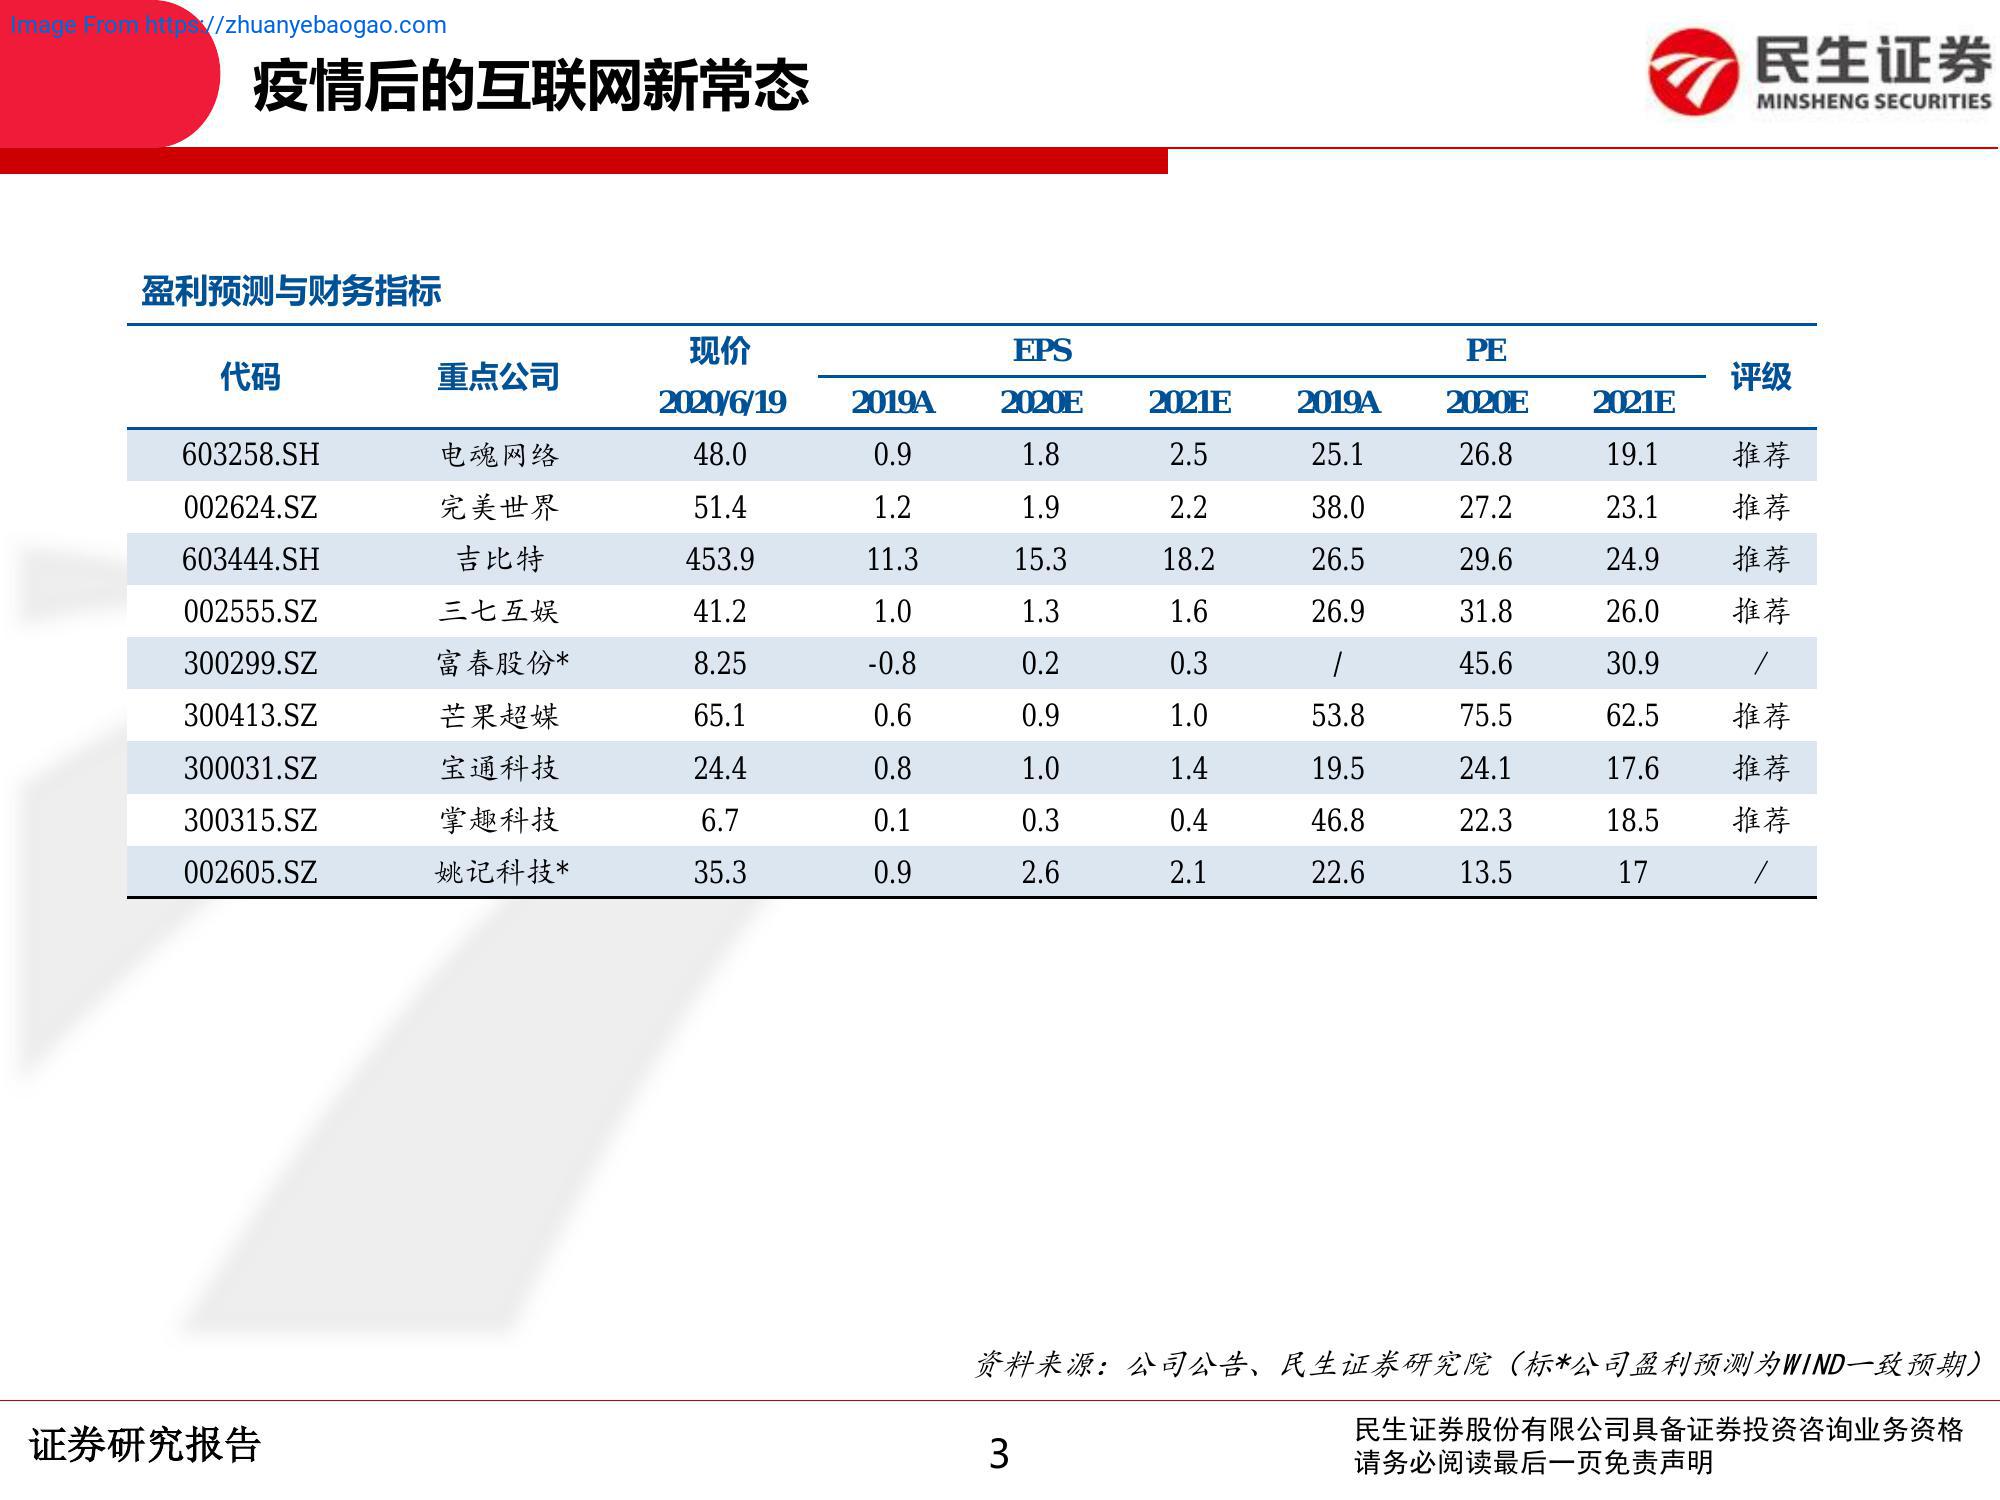 Image From https://zhuanyebaogao.com
疫情后的互联网新常态
民生证券
MINSHENG SECURITIES
盈利预测与财务指标
代码 重点公司 现价 EPS PE 评级
2020/6/19 2019A 2020E 2021E 2019A 2020E 2021E
603258.SH 电魂网络 48.0 0.9 1.8 2.5 25.1 26.8 19.1 推荐
002624.SZ 完美世界 51.4 1.2 1.9 2.2 38.0 27.2 23.1 推荐
603444.SH 吉比特 453.9 11.3 15.3 18.2 26.5 29.6 24.9 推荐
002555.SZ 三七互娱 41.2 1.0 1.3 1.6 26.9 31.8 26.0 推荐
300299.SZ 富春股份* 8.25 -0.8 0.2 0.3 / 45.6 30.9 /
300413.SZ 芒果超媒 65.1 0.6 0.9 1.0 53.8 75.5 62.5 推荐
300031.SZ 宝通科技 24.4 0.8 1.0 1.4 19.5 24.1 17.6 推荐
300315.SZ 掌趣科技 6.7 0.1 0.3 0.4 46.8 22.3 18.5 推荐
002605.SZ 姚记科技* 35.3 0.9 2.6 2.1 22.6 13.5 17 /
资料来源：公司公告、民生证券研究院（标*公司盈利预测为WIND一致预期）
证券研究报告
3
民生证券股份有限公司具备证券投资咨询业务资格
请务必阅读最后一页免责声明